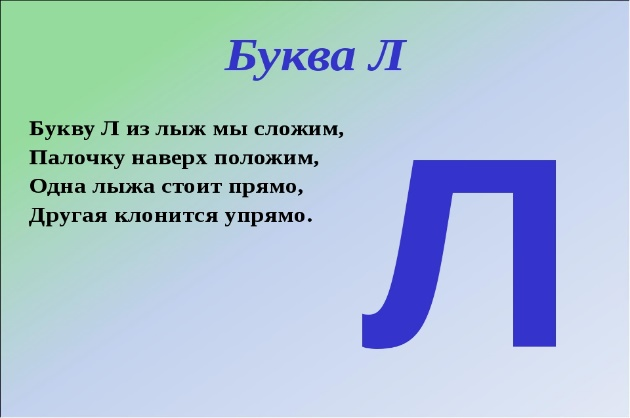 Буква Л
Букву Л из лыж мы сложим,
Палочку наверх положим,
Одна лыжа стоит прямо,
Другая клонится упрямо.
Л